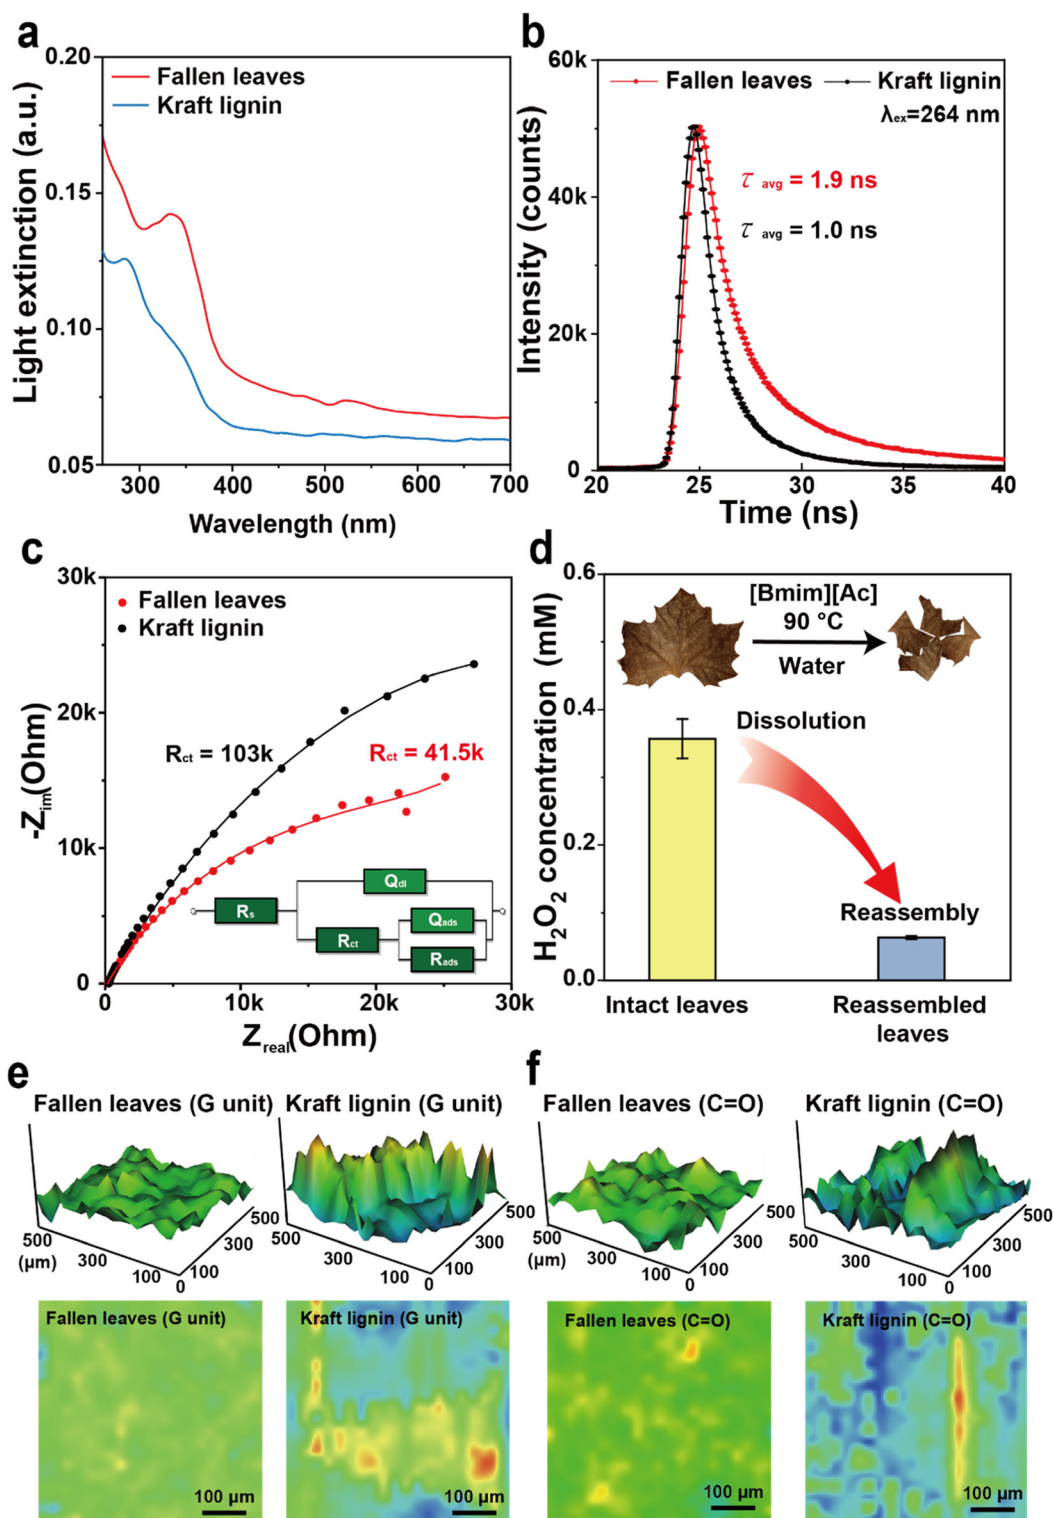 a
0.20
0.15
0.10
0.05
Light extinction (a.u.)
Fallen leaves
Kraft lignin
300 400 500 600 700
Wavelength (nm)
b
60k
40k
20k
0
Intensity (counts)
Fallen leaves Kraft lignin
λex=264 nm
τ avg = 1.9 ns
τ avg = 1.0 ns
20 25 30 35 40
Time (ns)
c
30k
20k
10k
0
-Zim(Ohm)
Fallen leaves
Kraft lignin
Rct = 103k
Rct = 41.5k
Qdl
Rs
Qads
Rct
Rads
0 10k 20k 30k
Zreal(Ohm)
d
0.6
0.4
0.2
0.0
H2O2 concentration (mM)
[Bmim][Ac]
90 °C
Water
Dissolution
Reassembly
Intact leaves
Reassembled
leaves
e
Fallen leaves (G unit)
Kraft lignin (G unit)
500
300
100
0
(μm)
100
300
500
500
300
100
0
100
300
500
Fallen leaves (G unit)
100 μm
Kraft lignin (G unit)
100 μm
f
Fallen leaves (C=O)
Kraft lignin (C=O)
500
(μm)
300
100
0
100
300
500
500
300
100
0
100
300
500
Fallen leaves (C=O)
100 μm
Kraft lignin (C=O)
100 μm